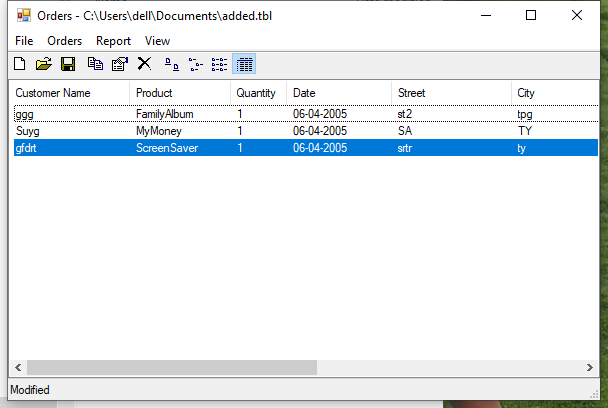 Orders - C:\Users\dell\Documents\added.tbl
File Orders Report View
Customer Name Product Quantity Date Street City
ggg FamilyAlbum 1 06-04-2005 st2 tpg
Suyg MyMoney 1 06-04-2005 SA TY
gfdrt ScreenSaver 1 06-04-2005 srtr ty
Modified